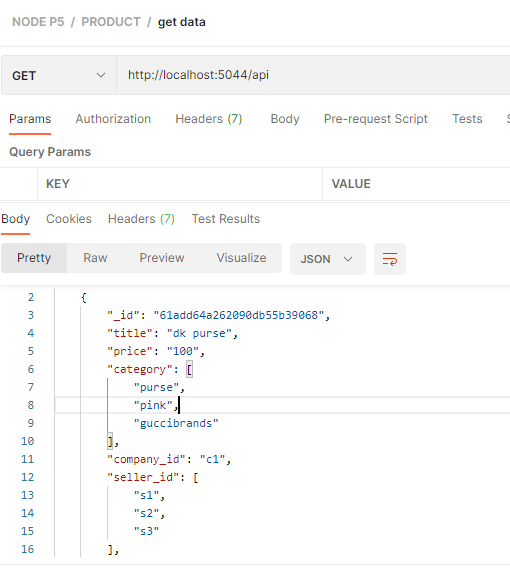 NODE P5 / PRODUCT / get data
GET http://localhost:5044/api
Params Authorization Headers (7) Body Pre-request Script Tests S
Query Params
KEY VALUE
Body Cookies Headers (7) Test Results
Pretty Raw Preview Visualize JSON
2 {
3 "_id": "61add64a262090db55b39068",
4 "title": "dk purse",
5 "price": "100",
6 "category": [
7 "purse",
8 "pink",
9 "guccibrands"
10 ],
11 "company_id": "c1",
12 "seller_id": [
13 "s1",
14 "s2",
15 "s3"
16 ],